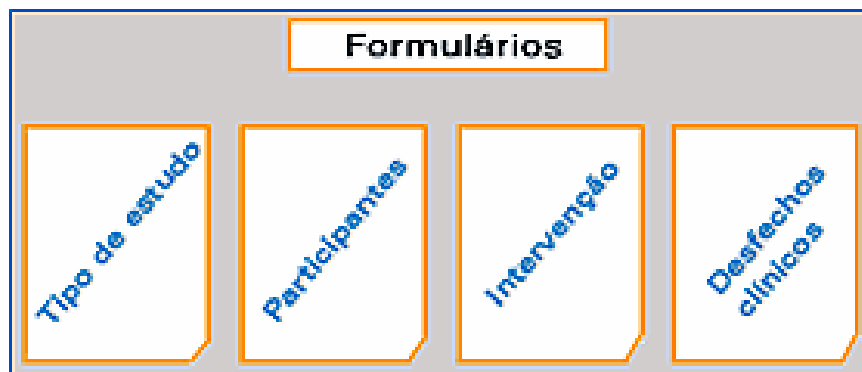 Formulários
Tipo de estudo
Participantes
Intervenção
Desfechos
clínicos